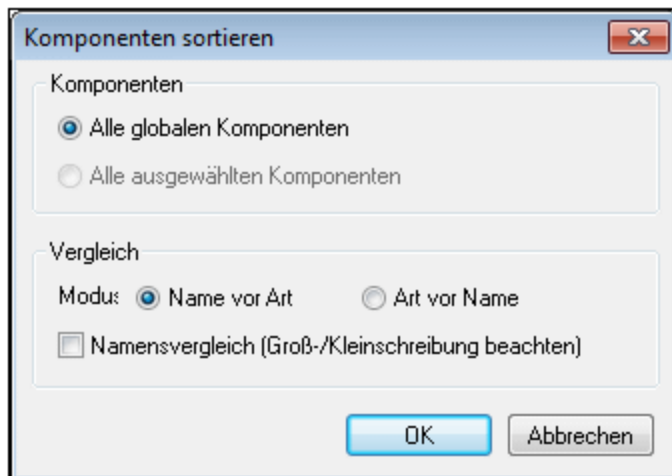 Komponenten sortieren
Komponenten
Alle globalen Komponenten
Alle ausgewählten Komponenten
Vergleich
Modus: Name vor Art Art vor Name
Namensvergleich (Groß-/Kleinschreibung beachten)
OK Abbrechen